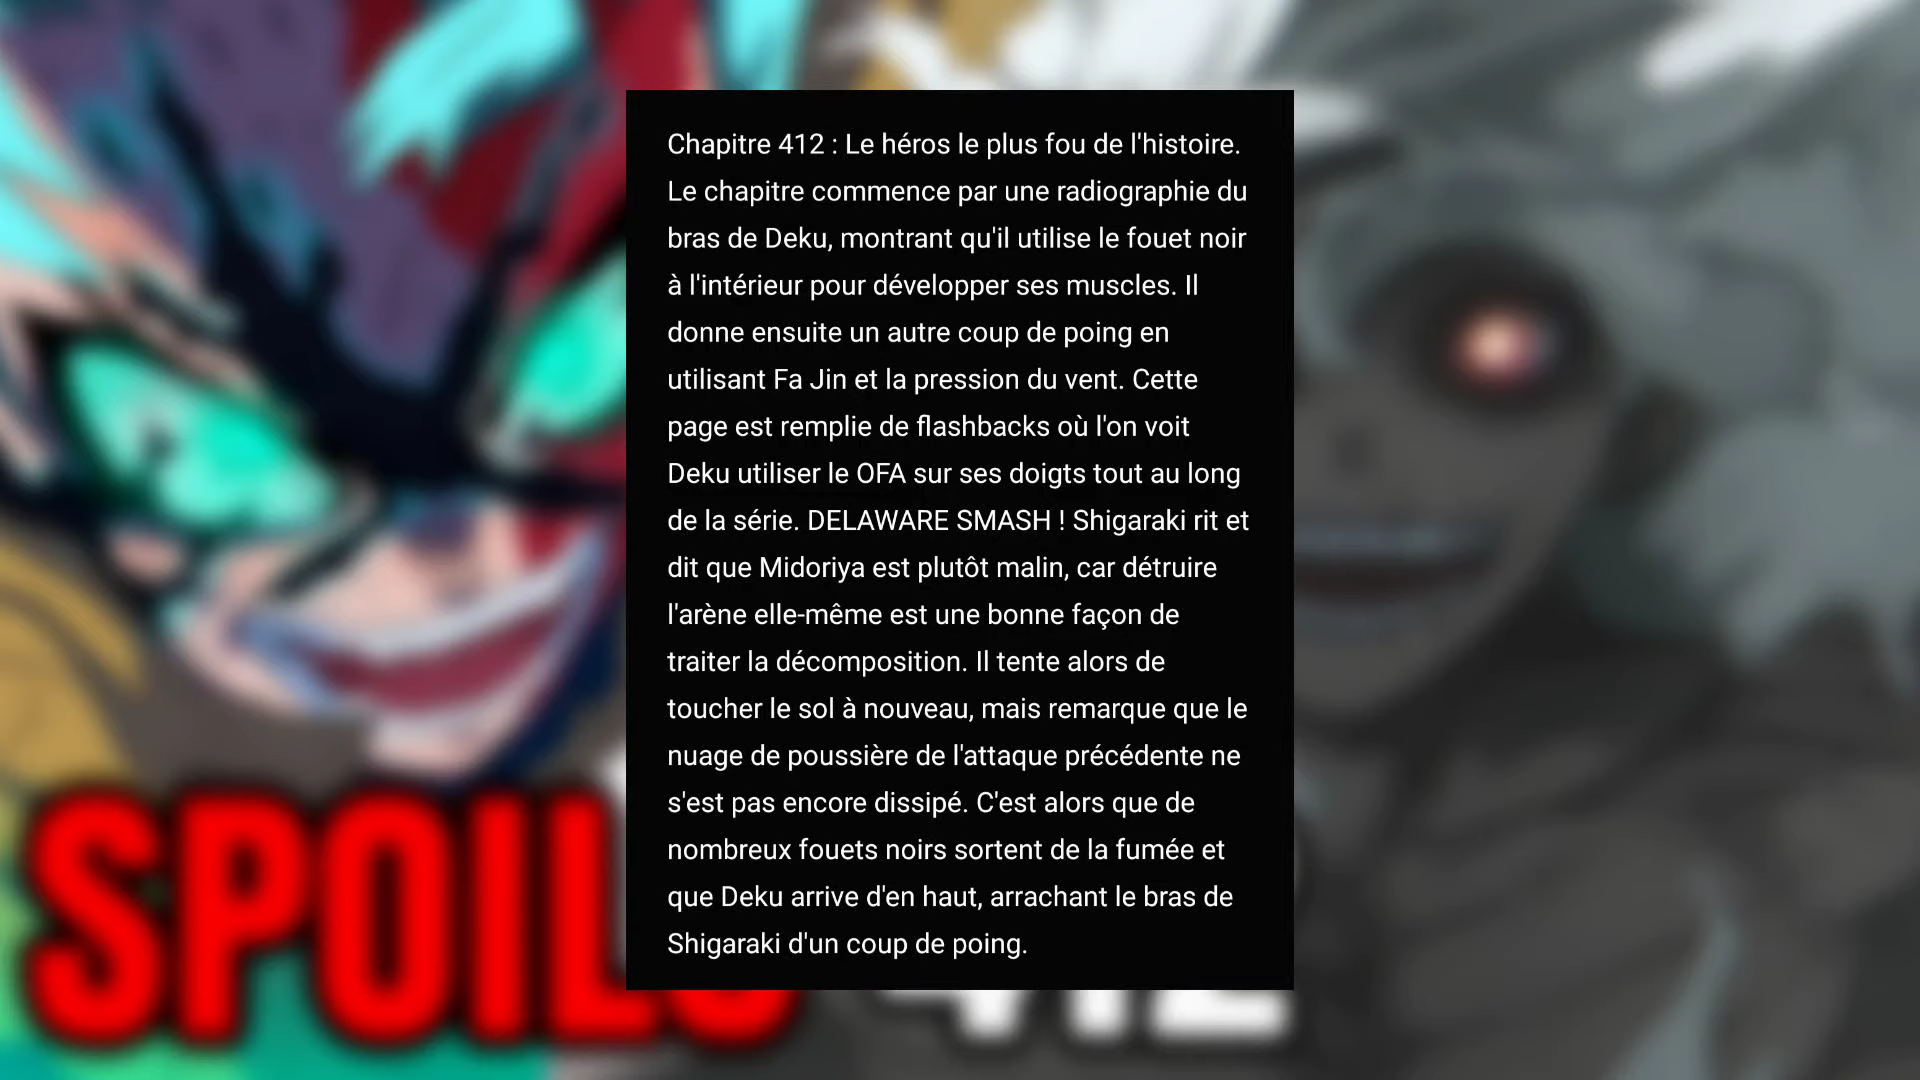 Chapitre 412 : Le héros le plus fou de l'histoire.
Le chapitre commence par une radiographie du
bras de Deku, montrant qu'il utilise le fouet noir
à l'intérieur pour développer ses muscles. Il
donne ensuite un autre coup de poing en
utilisant Fa Jin et la pression du vent. Cette
page est remplie de flashbacks où l'on voit
Deku utiliser le OFA sur ses doigts tout au long
de la série. DELAWARE SMASH ! Shigaraki rit et
dit que Midoriya est plutôt malin, car détruire
l'arène elle-même est une bonne façon de
traiter la décomposition. Il tente alors de
toucher le sol à nouveau, mais remarque que le
nuage de poussière de l'attaque précédente ne
s'est pas encore dissipé. C'est alors que de
nombreux fouets noirs sortent de la fumée et
que Deku arrive d'en haut, arrachant le bras de
Shigaraki d'un coup de poing.